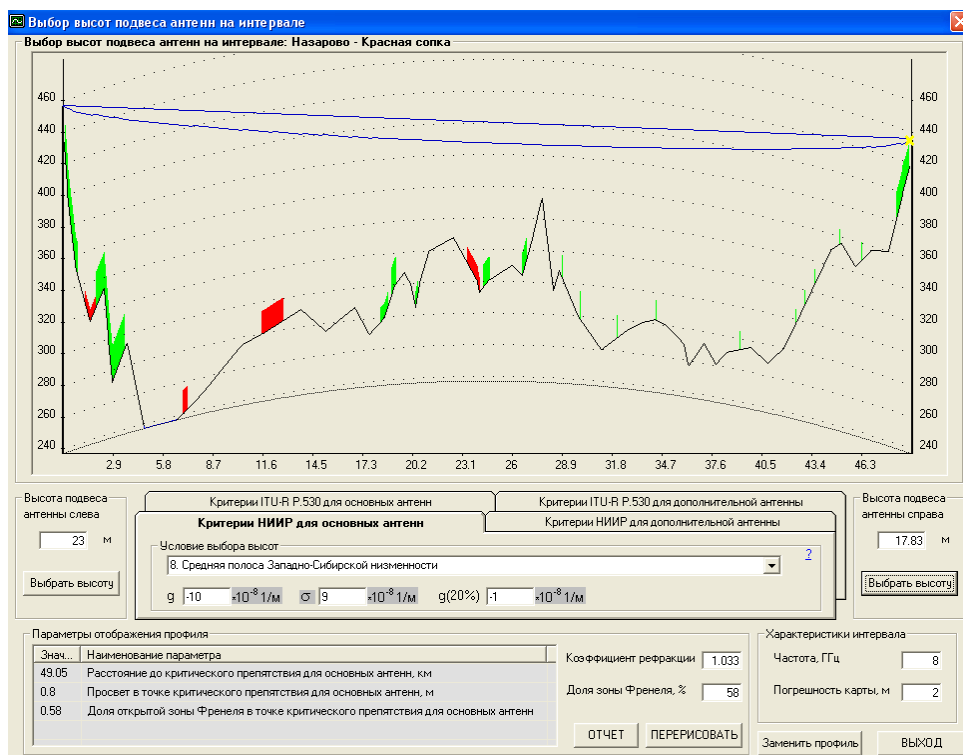 Выбор высот подвеса антенн на интервале
Выбор высот подвеса антенн на интервале: Назарово - Красная сопка
460 460
440 440
420 420
400 400
380 380
360 360
340 340
320 320
300 300
280 280
260 260
240 240
2.9 5.8 8.7 11.6 14.5 17.3 20.2 23.1 26 28.9 31.8 34.7 37.6 40.5 43.4 46.3
Высота подвеса антенны слева
23 м
Выбрать высоту
Критерии ITU-R P.530 для основных антенн
Критерии ITU-R P.530 для дополнительной антенны
Критерии НИИР для основных антенн
Критерии НИИР для дополнительной антенны
Условие выбора высот
?
8. Средняя полоса Западно-Сибирской низменности
g -10 *10⁻⁸ 1/м σ 9 *10⁻⁸ 1/м g(20%) -1 *10⁻⁸ 1/м
Высота подвеса антенны справа
17.83 м
Выбрать высоту
Параметры отображения профиля
Знач... Наименование параметра
49.05 Расстояние до критического препятствия для основных антенн, км
0.8 Просвет в точке критического препятствия для основных антенн, м
0.58 Доля открытой зоны Френеля в точке критического препятствия для основных антенн
Коэффициент рефракции 1.033
Доля зоны Френеля, % 58
ОТЧЕТ ПЕРЕРИСОВАТЬ
Характеристики интервала
Частота, ГГц 8
Погрешность карты, м 2
Заменить профиль ВЫХОД